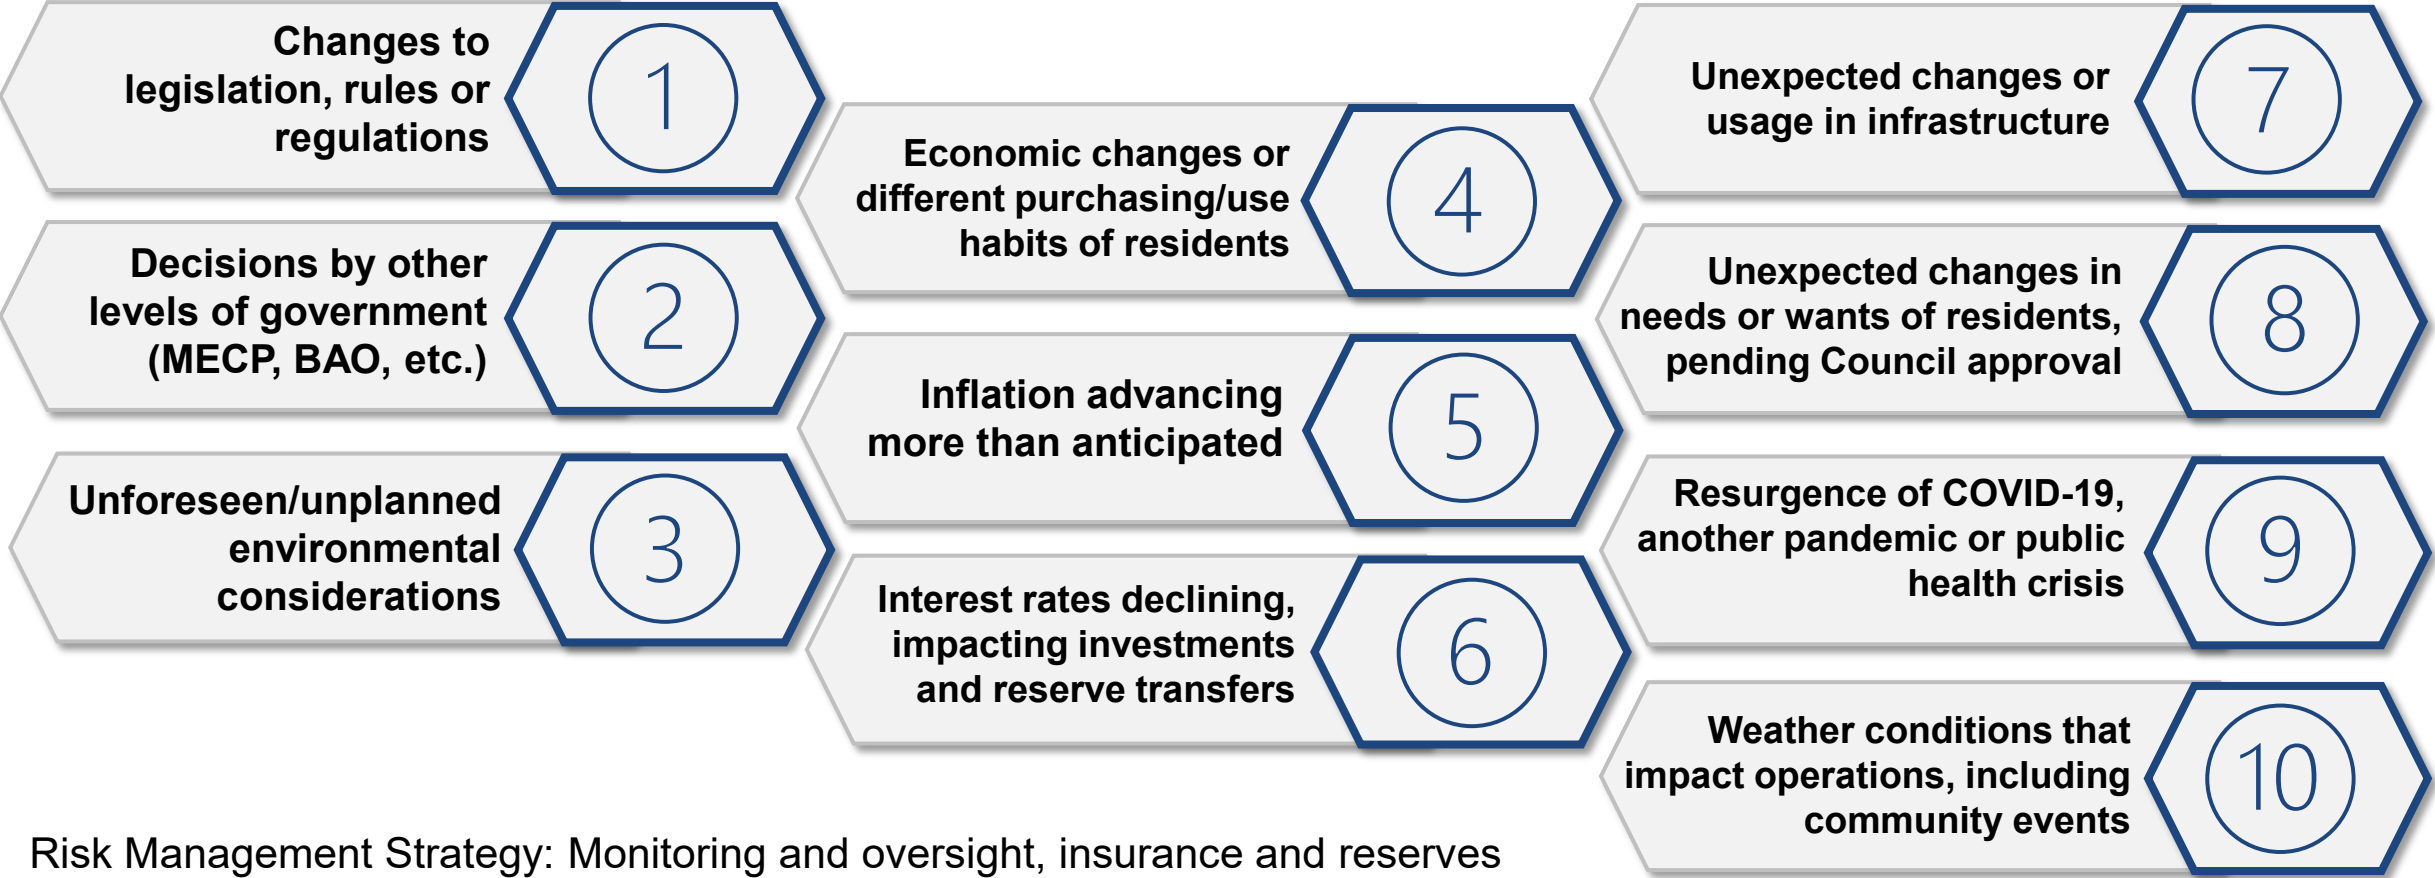 Changes to
legislation, rules or
regulations
1
Decisions by other
levels of government
(MECP, BAO, etc.)
2
Unforeseen/unplanned
environmental
considerations
3
Economic changes or
different purchasing/use
habits of residents
4
Inflation advancing
more than anticipated
5
Interest rates declining,
impacting investments
and reserve transfers
6
Unexpected changes or
usage in infrastructure
7
Unexpected changes in
needs or wants of residents,
pending Council approval
8
Resurgence of COVID-19,
another pandemic or public
health crisis
9
Weather conditions that
impact operations, including
community events
10
Risk Management Strategy: Monitoring and oversight, insurance and reserves